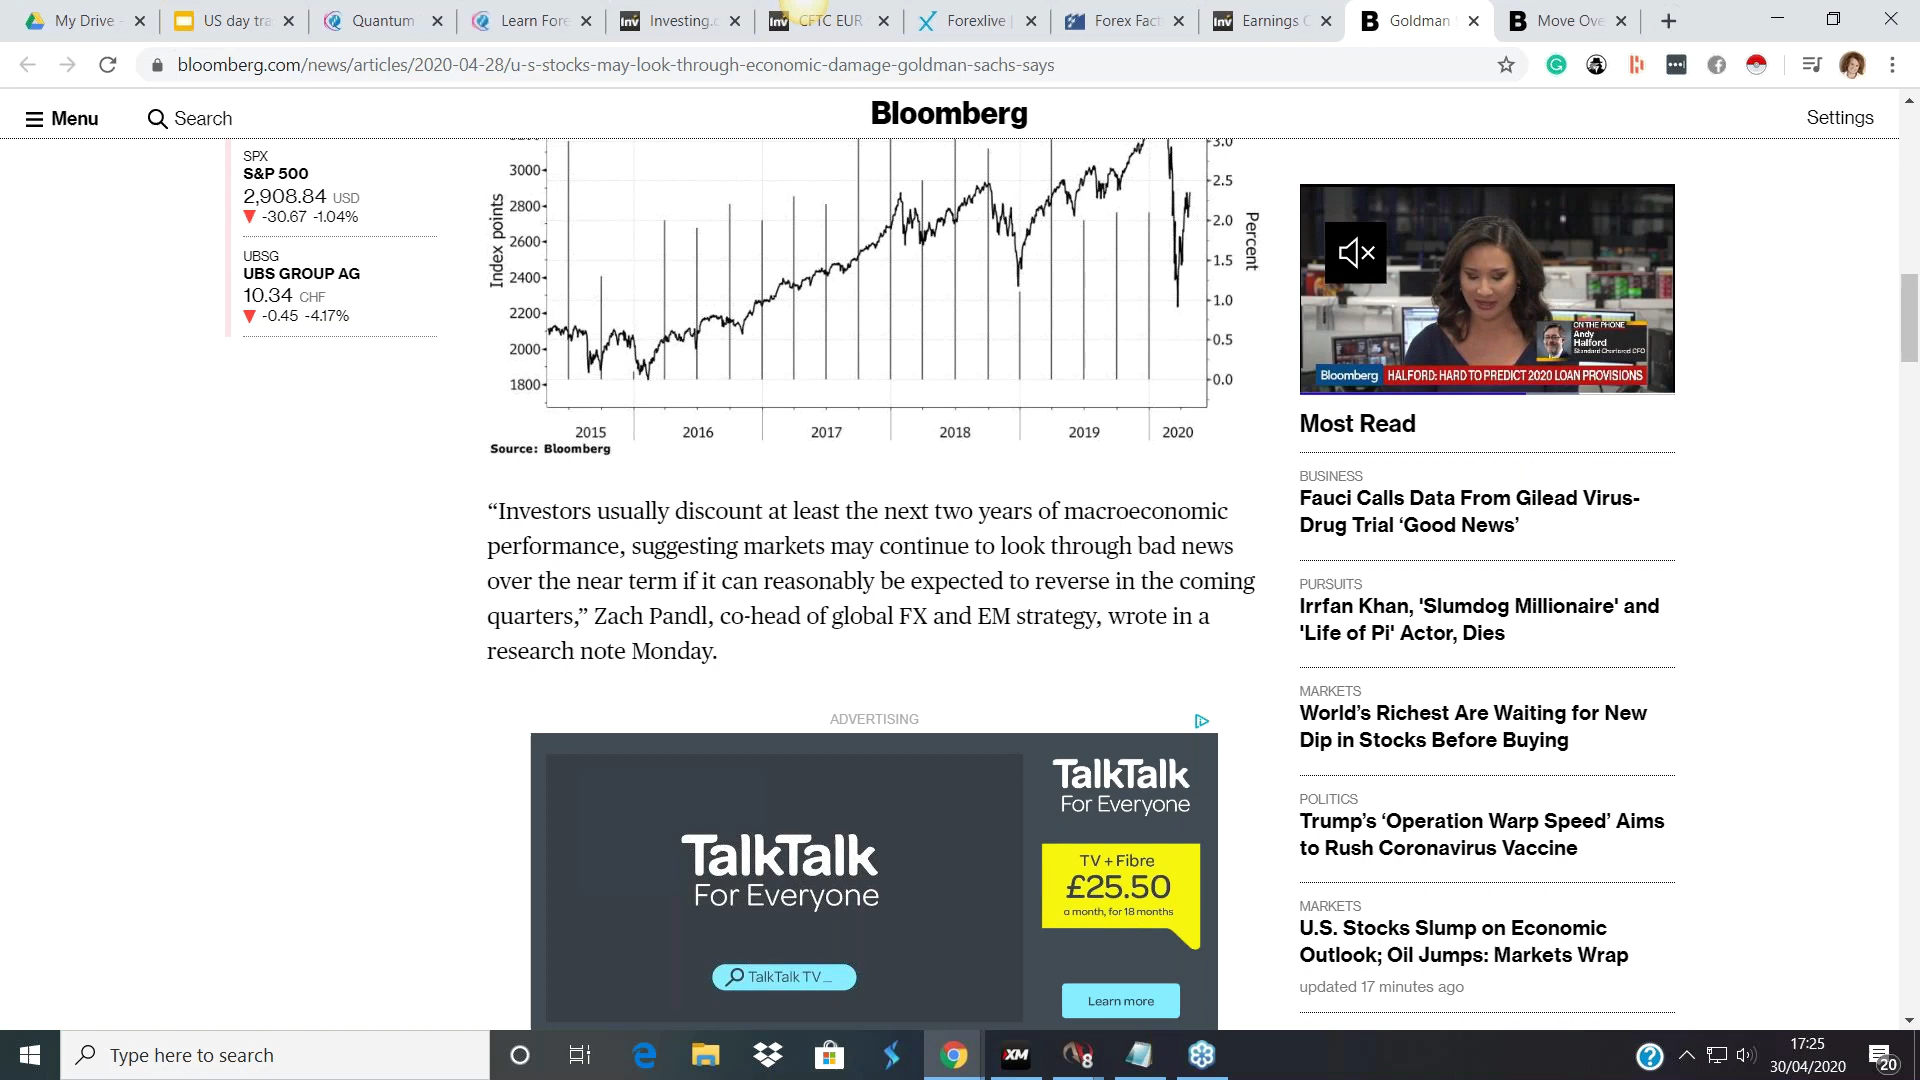 My Drive -
US day tra
Quantum
Learn Fore
Investing.c
CFTC EUR
Forexlive |
Forex Fact
Earnings C
Goldman
Move Ove
bloomberg.com/news/articles/2020-04-28/u-s-stocks-may-look-through-economic-damage-goldman-sachs-says
Menu
Search
Bloomberg
Settings
SPX
S&P 500
2,908.84 USD
-30.67 -1.04%
UBSG
UBS GROUP AG
10.34 CHF
-0.45 -4.17%
Index points
3000
2800
2600
2400
2200
2000
1800
3.0
2.5
2.0
1.5
1.0
0.5
0.0
Percent
2015 2016 2017 2018 2019 2020
Source: Bloomberg
“Investors usually discount at least the next two years of macroeconomic
performance, suggesting markets may continue to look through bad news
over the near term if it can reasonably be expected to reverse in the coming
quarters,” Zach Pandl, co-head of global FX and EM strategy, wrote in a
research note Monday.
ADVERTISING
TalkTalk
For Everyone
TalkTalk TV_
TalkTalk
For Everyone
TV + Fibre
£25.50
a month, for 18 months
Learn more
ON THE PHONE
Andy
Halford
Standard Chartered CFO
Bloomberg HALFORD: HARD TO PREDICT 2020 LOAN PROVISIONS
Most Read
BUSINESS
Fauci Calls Data From Gilead Virus-
Drug Trial ‘Good News’
PURSUITS
Irrfan Khan, 'Slumdog Millionaire' and
'Life of Pi' Actor, Dies
MARKETS
World’s Richest Are Waiting for New
Dip in Stocks Before Buying
POLITICS
Trump’s ‘Operation Warp Speed’ Aims
to Rush Coronavirus Vaccine
MARKETS
U.S. Stocks Slump on Economic
Outlook; Oil Jumps: Markets Wrap
updated 17 minutes ago
Type here to search
XM
8
17:25
30/04/2020
20